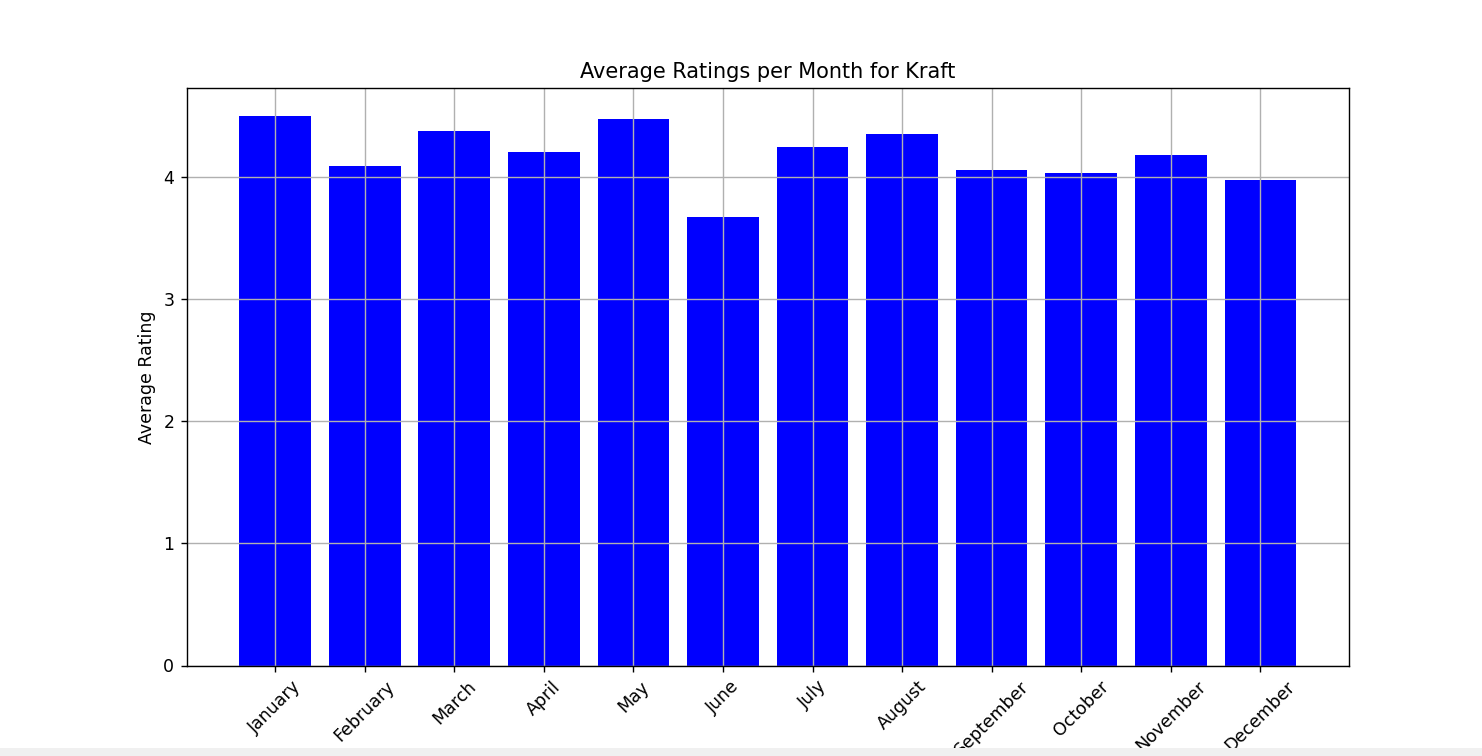 Average Ratings per Month for Kraft
Average Rating
4
3
2
1
0
January
February
March
April
May
June
July
August
September
October
November
December